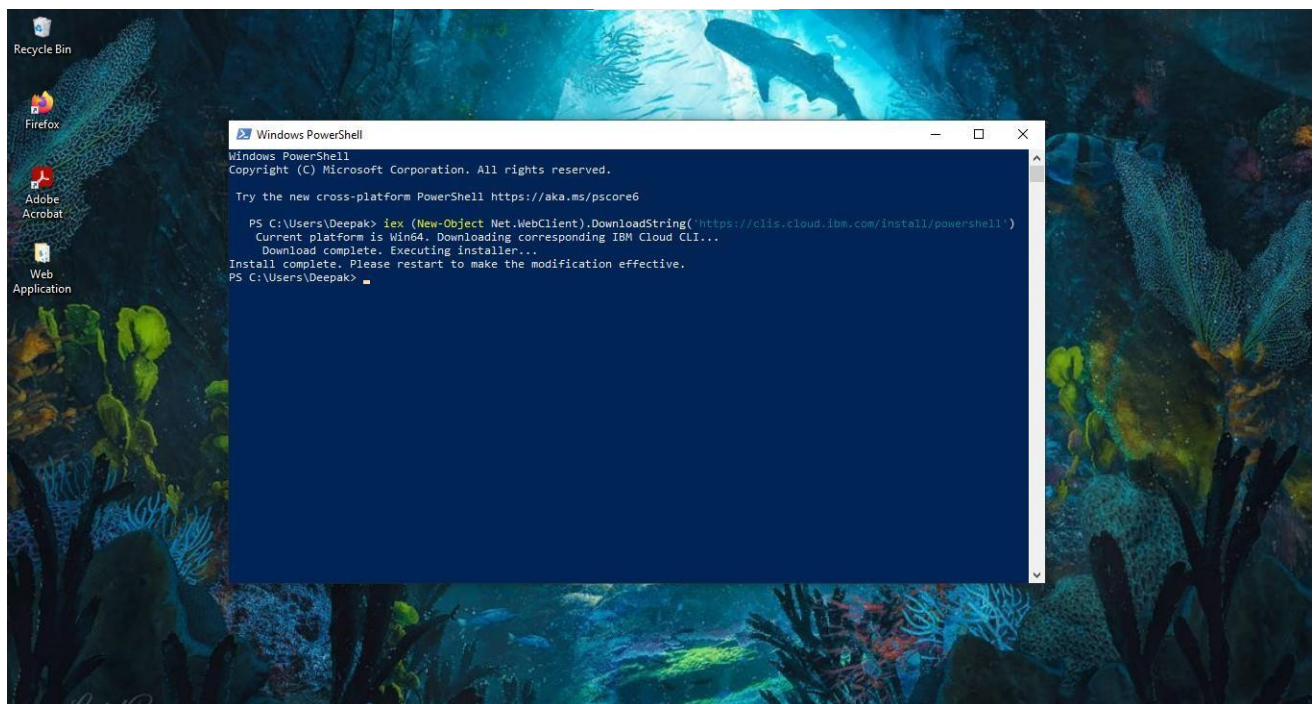 Recycle Bin
Firefox
Adobe
Acrobat
Web
Application
Windows PowerShell
Windows PowerShell
Copyright (C) Microsoft Corporation. All rights reserved.
Try the new cross-platform PowerShell https://aka.ms/pscore6
PS C:\Users\Deepak> iex (New-Object Net.WebClient).DownloadString('https://clis.cloud.ibm.com/install/powershell')
Current platform is Win64. Downloading corresponding IBM Cloud CLI...
Download complete. Executing installer...
Install complete. Please restart to make the modification effective.
PS C:\Users\Deepak>